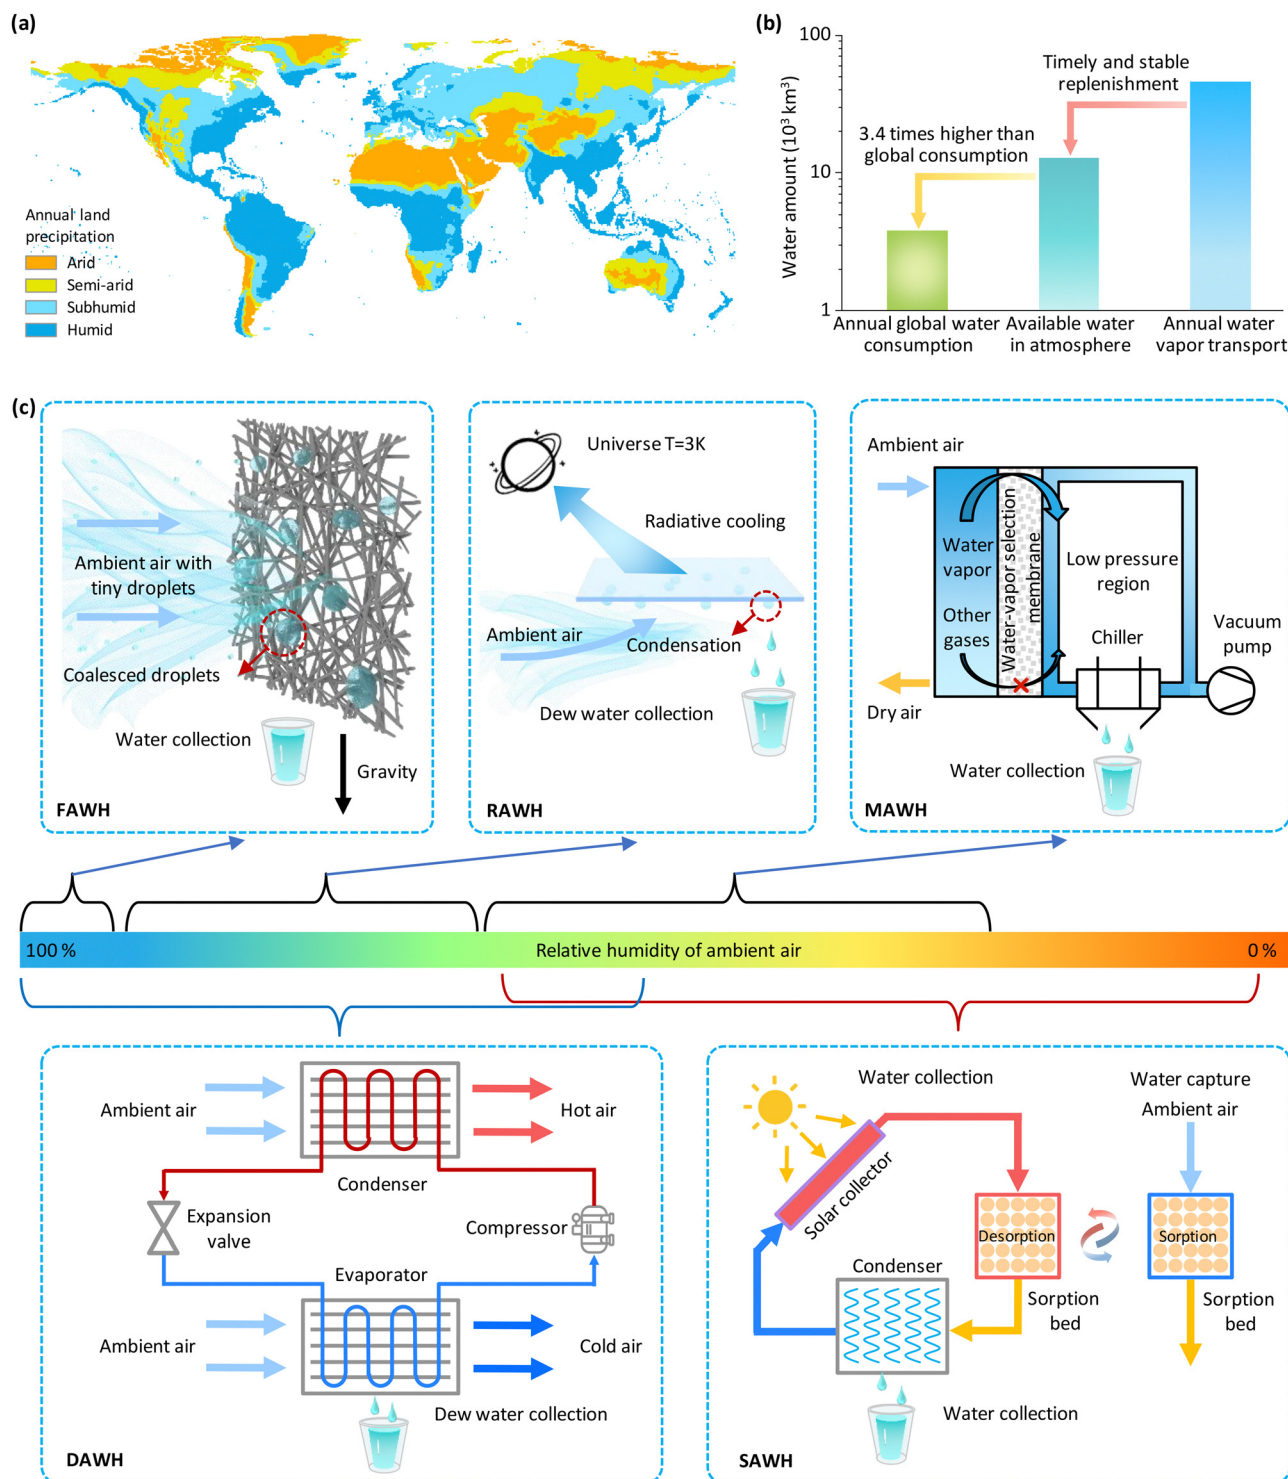 (a)
Annual land
precipitation
Arid
Semi-arid
Subhumid
Humid
(b)
Water amount (10³ km³)
100
10
1
Timely and stable
replenishment
3.4 times higher than
global consumption
Annual global water
consumption
Available water
in atmosphere
Annual water
vapor transport
(c)
Ambient air with
tiny droplets
Coalesced droplets
Water collection
Gravity
FAWH
Universe T=3K
Radiative cooling
Ambient air
Condensation
Dew water collection
RAWH
Ambient air
Water
vapor
Other
gases
Water-vapor selection
membrane
Low pressure
region
Chiller
Vacuum
pump
Dry air
Water collection
MAWH
100 %
Relative humidity of ambient air
0 %
Ambient air
Hot air
Condenser
Expansion
valve
Compressor
Evaporator
Ambient air
Cold air
Dew water collection
DAWH
Water collection
Water capture
Ambient air
Solar collector
Desorption
Sorption
Condenser
Sorption
bed
Sorption
bed
Water collection
SAWH